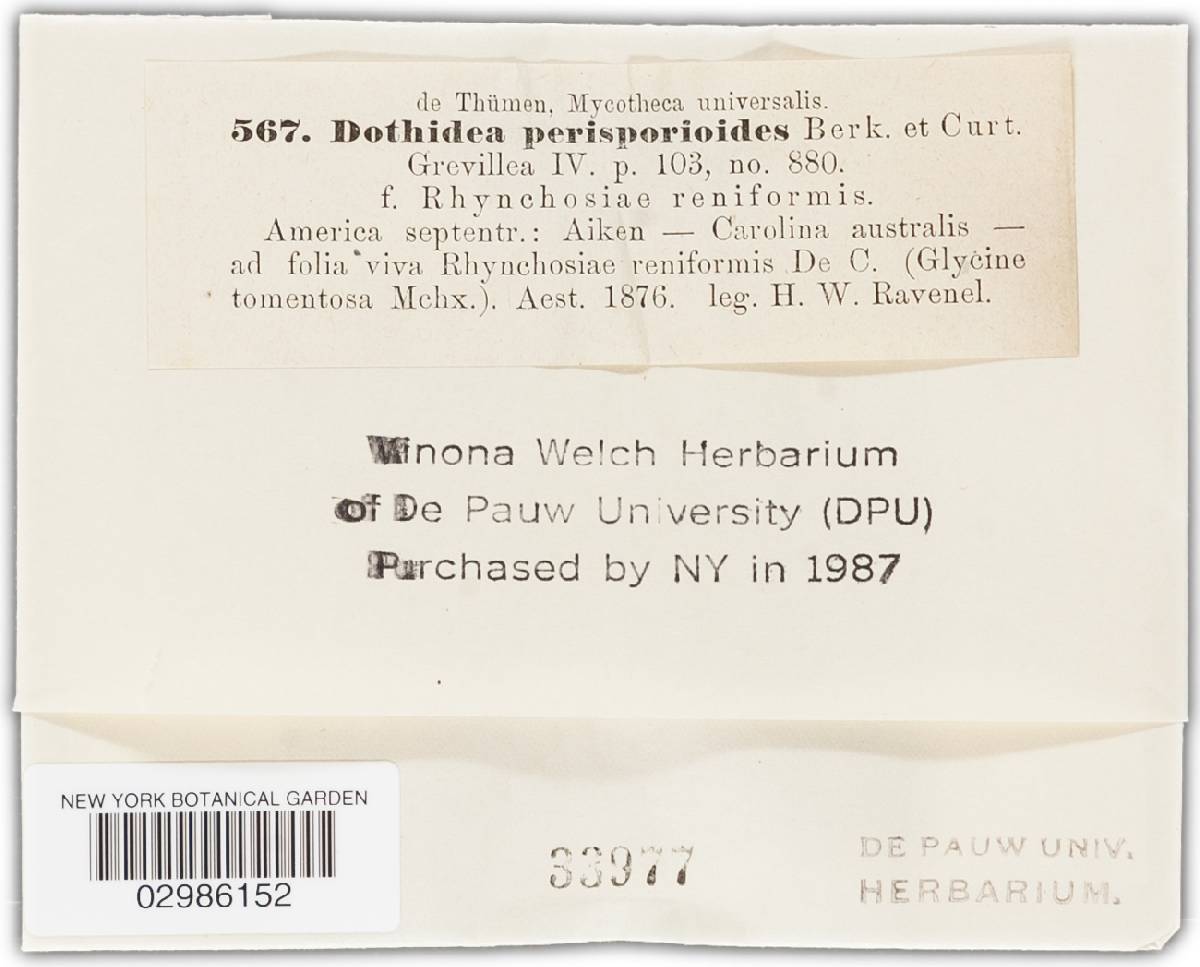 de Thümen, Mycotheca universalis.
567. Dothidea perisporioides Berk. et Curt.
Grevillea IV. p. 103, no. 880.
f. Rhynchosiae reniformis.
America septentr.: Aiken — Carolina australis —
ad folia viva Rhynchosiae reniformis De C. (Glycine
tomentosa Mchx.). Aest. 1876. leg. H. W. Ravenel.
Winona Welch Herbarium
of De Pauw University (DPU)
Purchased by NY in 1987
NEW YORK BOTANICAL GARDEN
02986152
33977
DE PAUW UNIV.
HERBARIUM.